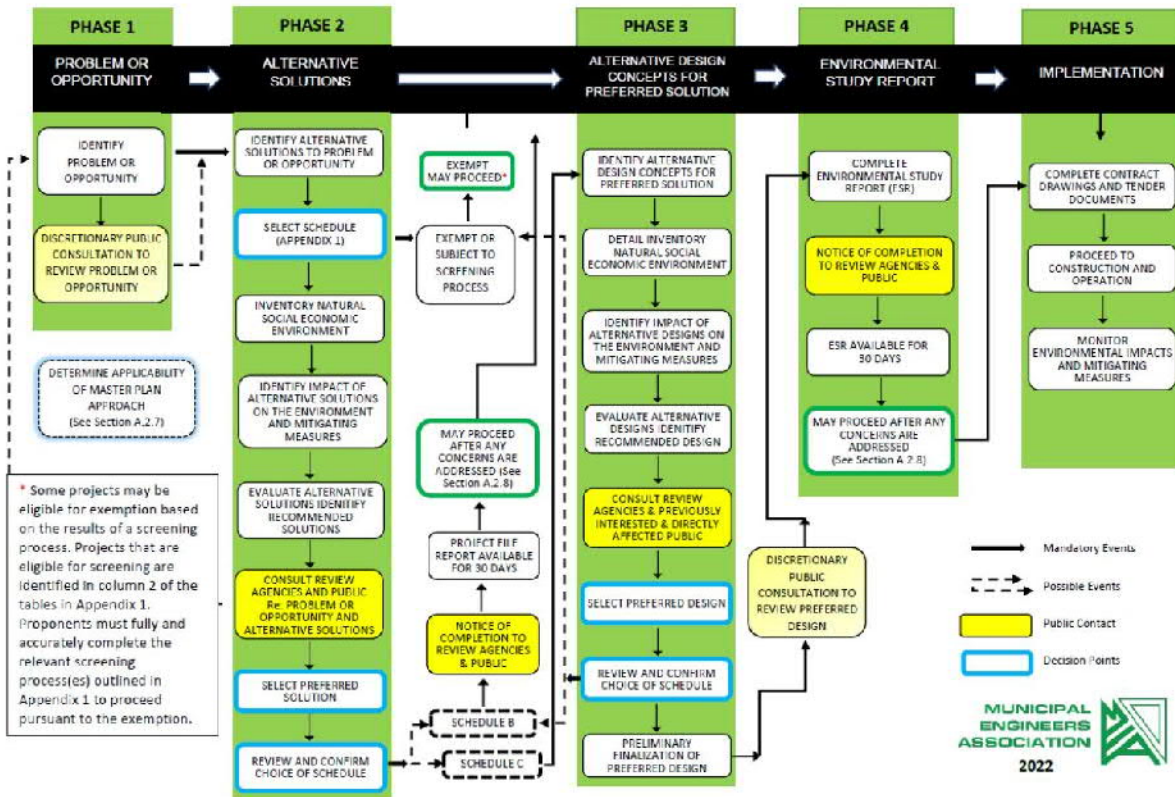 PHASE 1
PROBLEM OR
OPPORTUNITY
IDENTIFY
PROBLEM OR
OPPORTUNITY
DISCRETIONARY PUBLIC
CONSULTATION TO
REVIEW PROBLEM OR
OPPORTUNITY
DETERMINE APPLICABILITY
OF MASTER PLAN
APPROACH
(See Section A.2.7)
* Some projects may be
eligible for exemption based
on the results of a screening
process. Projects that are
eligible for screening are
identified in column 2 of the
tables in Appendix 1.
Proponents must fully and
accurately complete the
relevant screening
process(es) outlined in
Appendix 1 to proceed
pursuant to the exemption.
PHASE 2
ALTERNATIVE
SOLUTIONS
IDENTIFY ALTERNATIVE
SOLUTIONS TO PROBLEM
OR OPPORTUNITY
SELECT SCHEDULE
(APPENDIX 1)
INVENTORY NATURAL
SOCIAL ECONOMIC
ENVIRONMENT
IDENTIFY IMPACT OF
ALTERNATIVE SOLUTIONS
ON THE ENVIRONMENT
AND MITIGATING
MEASURES
EVALUATE ALTERNATIVE
SOLUTIONS IDENTIFY
RECOMMENDED
SOLUTIONS
CONSULT REVIEW
AGENCIES AND PUBLIC
Re: PROBLEM OR
OPPORTUNITY AND
ALTERNATIVE SOLUTIONS
SELECT PREFERRED
SOLUTION
REVIEW AND CONFIRM
CHOICE OF SCHEDULE
EXEMPT
MAY PROCEED*
EXEMPT OR
SUBJECT TO
SCREENING
PROCESS
MAY PROCEED
AFTER ANY
CONCERNS ARE
ADDRESSED (See
Section A.2.8)
PROJECT FILE
REPORT AVAILABLE
FOR 30 DAYS
NOTICE OF
COMPLETION TO
REVIEW AGENCIES
& PUBLIC
SCHEDULE B
SCHEDULE C
PHASE 3
ALTERNATIVE DESIGN
CONCEPTS FOR
PREFERRED SOLUTION
IDENTIFY ALTERNATIVE
DESIGN CONCEPTS FOR
PREFERRED SOLUTION
DETAIL INVENTORY
NATURAL SOCIAL
ECONOMIC ENVIRONMENT
IDENTIFY IMPACT OF
ALTERNATIVE DESIGNS ON
THE ENVIRONMENT AND
MITIGATING MEASURES
EVALUATE ALTERNATIVE
DESIGNS IDENTIFY
RECOMMENDED DESIGN
CONSULT REVIEW
AGENCIES & PREVIOUSLY
INTERESTED & DIRECTLY
AFFECTED PUBLIC
SELECT PREFERRED DESIGN
REVIEW AND CONFIRM
CHOICE OF SCHEDULE
PRELIMINARY
FINALIZATION OF
PREFERRED DESIGN
DISCRETIONARY
PUBLIC
CONSULTATION TO
REVIEW PREFERRED
DESIGN
PHASE 4
ENVIRONMENTAL
STUDY REPORT
COMPLETE
ENVIRONMENTAL STUDY
REPORT (ESR)
NOTICE OF COMPLETION
TO REVIEW AGENCIES &
PUBLIC
ESR AVAILABLE FOR
30 DAYS
MAY PROCEED AFTER ANY
CONCERNS ARE
ADDRESSED
(See Section A.2.8)
PHASE 5
IMPLEMENTATION
COMPLETE CONTRACT
DRAWINGS AND TENDER
DOCUMENTS
PROCEED TO
CONSTRUCTION AND
OPERATION
MONITOR
ENVIRONMENTAL IMPACTS
AND MITIGATING
MEASURES
Mandatory Events
Possible Events
Public Contact
Decision Points
MUNICIPAL
ENGINEERS
ASSOCIATION
2022